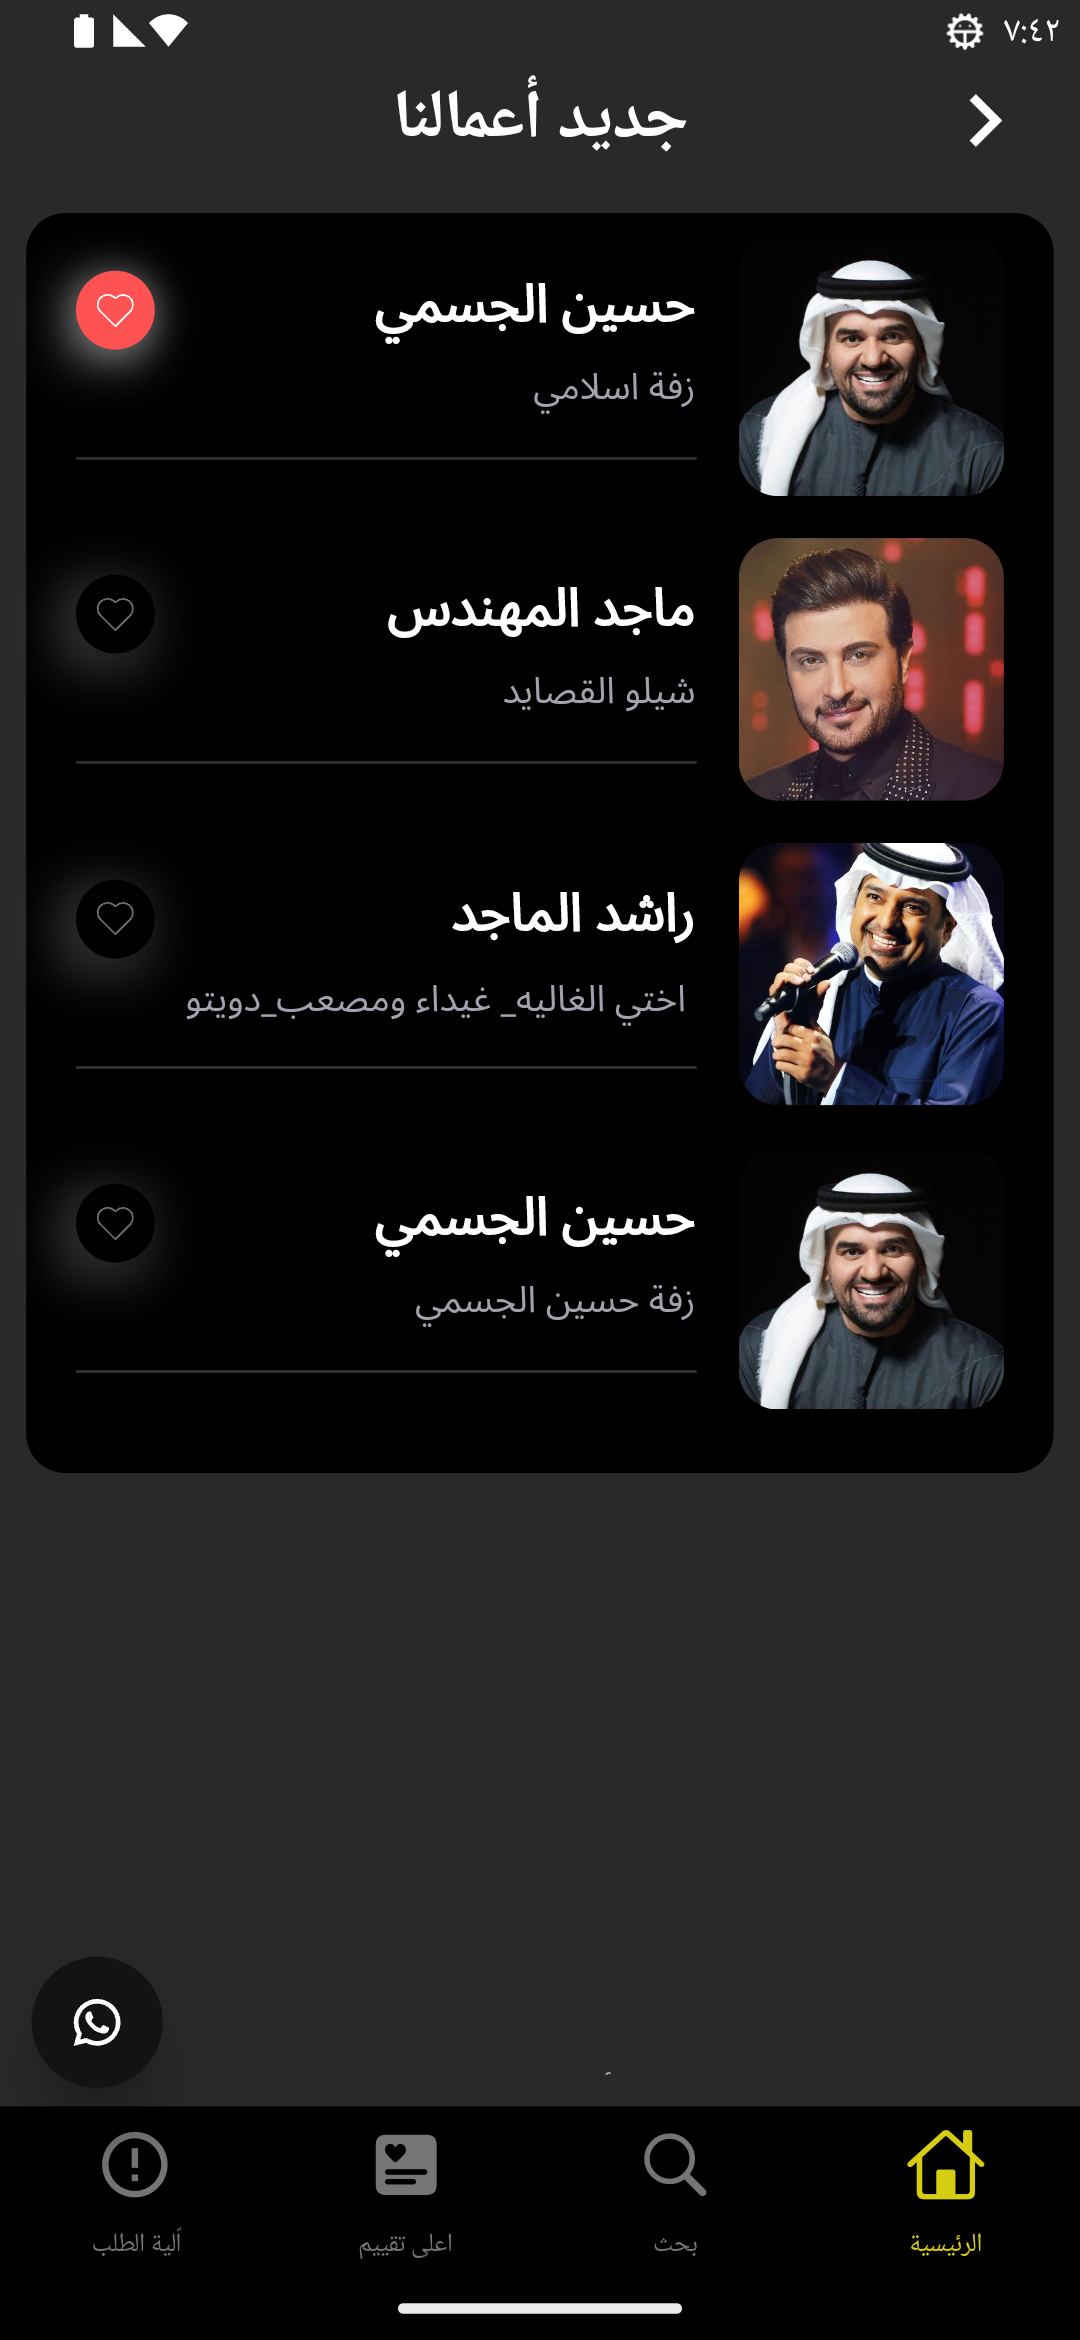 ٧:٤٢
جديد أعمالنا
حسين الجسمي
زفة اسلامي
ماجد المهندس
شيلو القصايد
راشد الماجد
اختي الغاليه_ غيداء ومصعب_دويتو
حسين الجسمي
زفة حسين الجسمي
الرئيسية
بحث
اعلى تقييم
آلية الطلب